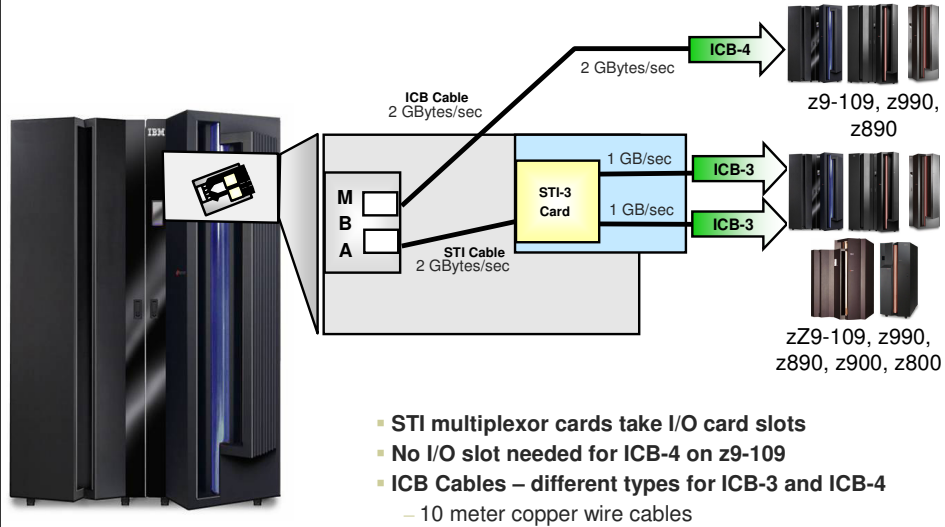 ICB-4
2 GBytes/sec
ICB Cable
2 GBytes/sec
z9-109, z990,
z890
IBM
M
B
A
STI-3
Card
1 GB/sec
ICB-3
1 GB/sec
ICB-3
STI Cable
2 GBytes/sec
zZ9-109, z990,
z890, z900, z800
▪ STI multiplexor cards take I/O card slots
▪ No I/O slot needed for ICB-4 on z9-109
▪ ICB Cables – different types for ICB-3 and ICB-4
– 10 meter copper wire cables